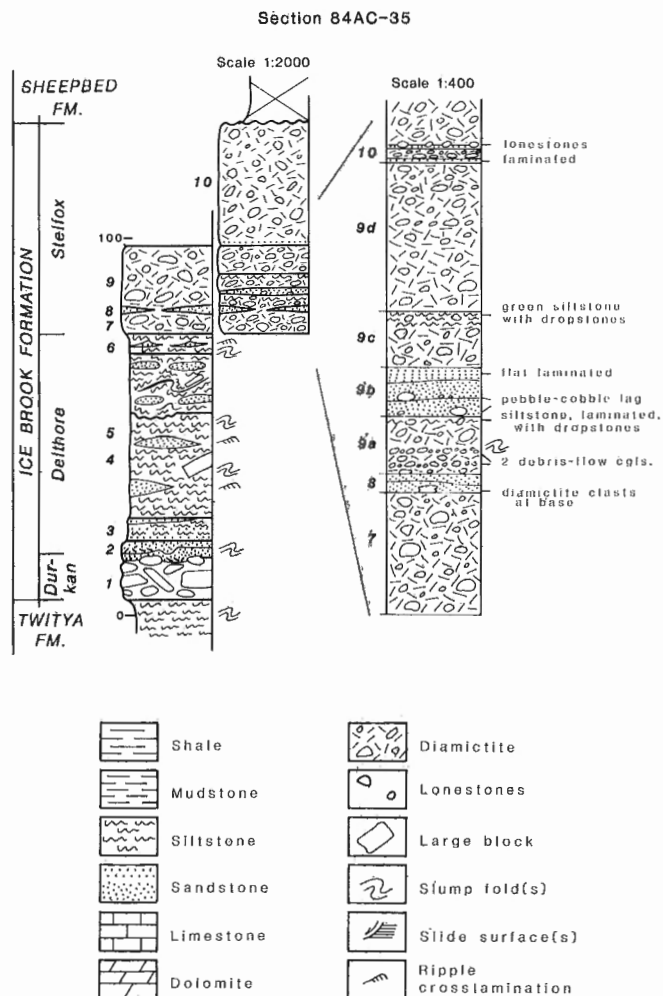 Section 84AC-35
Scale 1:2000
Scale 1:400
SHEEPBED
FM.
ICE BROOK FORMATION
Stelfox
Delthore
Dur-
kan
TWITYA
FM.
100
10
9
8
7
6
5
4
3
2
1
0
10
9d
9c
9b
9a
8
7
lonestones
laminated
green siltstone
with dropstones
flat laminated
pebble-cobble lag
siltstone, laminated,
with dropstones
2 debris-flow cgls.
diamictite clasts
at base
Shale
Mudstone
Siltstone
Sandstone
Limestone
Dolomite
Diamictite
Lonestones
Large block
Slump fold(s)
Slide surface(s)
Ripple
crosslamination